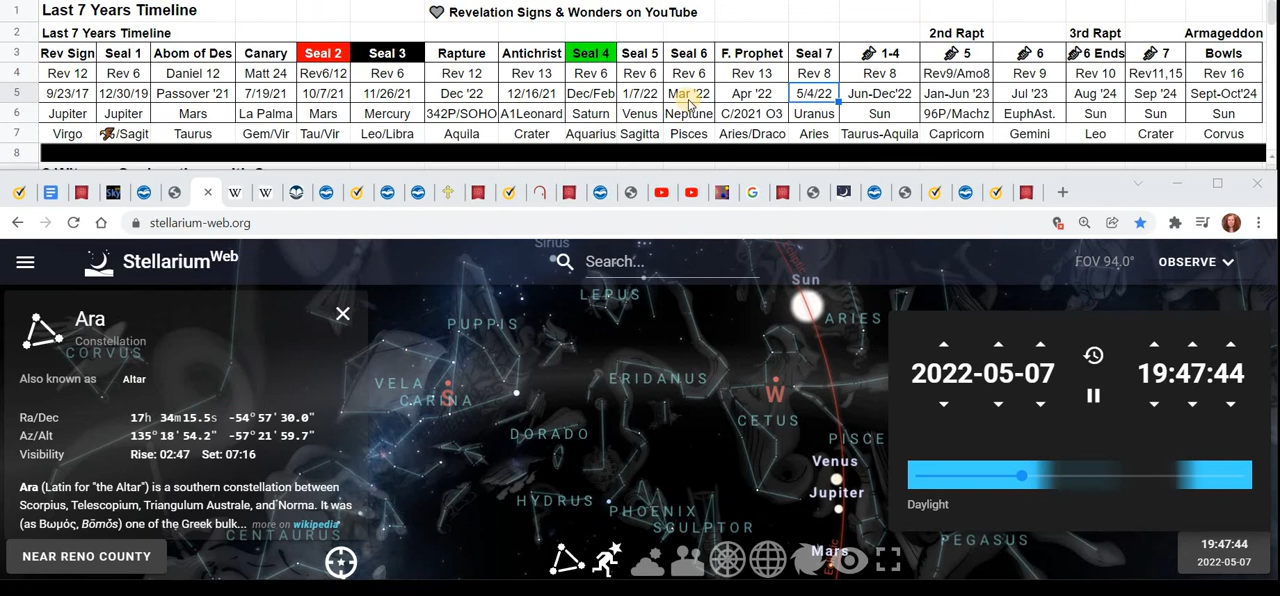 1 Last 7 Years Timeline Revelation Signs & Wonders on YouTube
2 Last 7 Years Timeline 2nd Rapt 3rd Rapt Armageddon
3 Rev Sign Seal 1 Abom of Des Canary Seal 2 Seal 3 Rapture Antichrist Seal 4 Seal 5 Seal 6 F. Prophet Seal 7 1-4 5 6 6 Ends 7 Bowls
4 Rev 12 Rev 6 Daniel 12 Matt 24 Rev6/12 Rev 6 Rev 12 Rev 13 Rev 6 Rev 6 Rev 6 Rev 13 Rev 8 Rev 8 Rev9/Amo8 Rev 9 Rev 10 Rev11,15 Rev 16
5 9/23/17 12/30/19 Passover '21 7/19/21 10/7/21 11/26/21 Dec '22 12/16/21 Dec/Feb 1/7/22 Mar '22 Apr '22 5/4/22 Jun-Dec'22 Jan-Jun '23 Jul '23 Aug '24 Sep '24 Sept-Oct'24
6 Jupiter Jupiter Mars La Palma Mars Mercury 342P/SOHO A1Leonard Saturn Venus Neptune C/2021 O3 Uranus Sun 96P/Machz EuphAst. Sun Sun Sun
7 Virgo /Sagit Taurus Gem/Vir Tau/Vir Leo/Libra Aquila Crater Aquarius Sagitta Pisces Aries/Draco Aries Taurus-Aquila Capricorn Gemini Leo Crater Corvus
8
stellarium-web.org
StellariumWeb
Sirius
Search...
FOV 94.0°
OBSERVE
Ara
Constellation
CORVUS
Also known as Altar
Ra/Dec 17h 34m15.5s -54°57'30.0"
Az/Alt 135°18'54.2" -57°21'59.7"
Visibility Rise: 02:47 Set: 07:16
Ara (Latin for "the Altar") is a southern constellation between
Scorpius, Telescopium, Triangulum Australe, and Norma. It was
(as Βωμός, Bōmǒs) one of the Greek bulk... more on wikipedia
CENTAURUS
NEAR RENO COUNTY
LEPUS
PUPPIS
Sun
ARIES
ERIDANUS
VELA
CARINA
S
W
CETUS
DORADO
PISCE
Venus
Jupiter
HYDRUS
PHOENIX
SCULPTOR
Mars
PEGASUS
2022-05-07 19:47:44
Daylight
19:47:44
2022-05-07